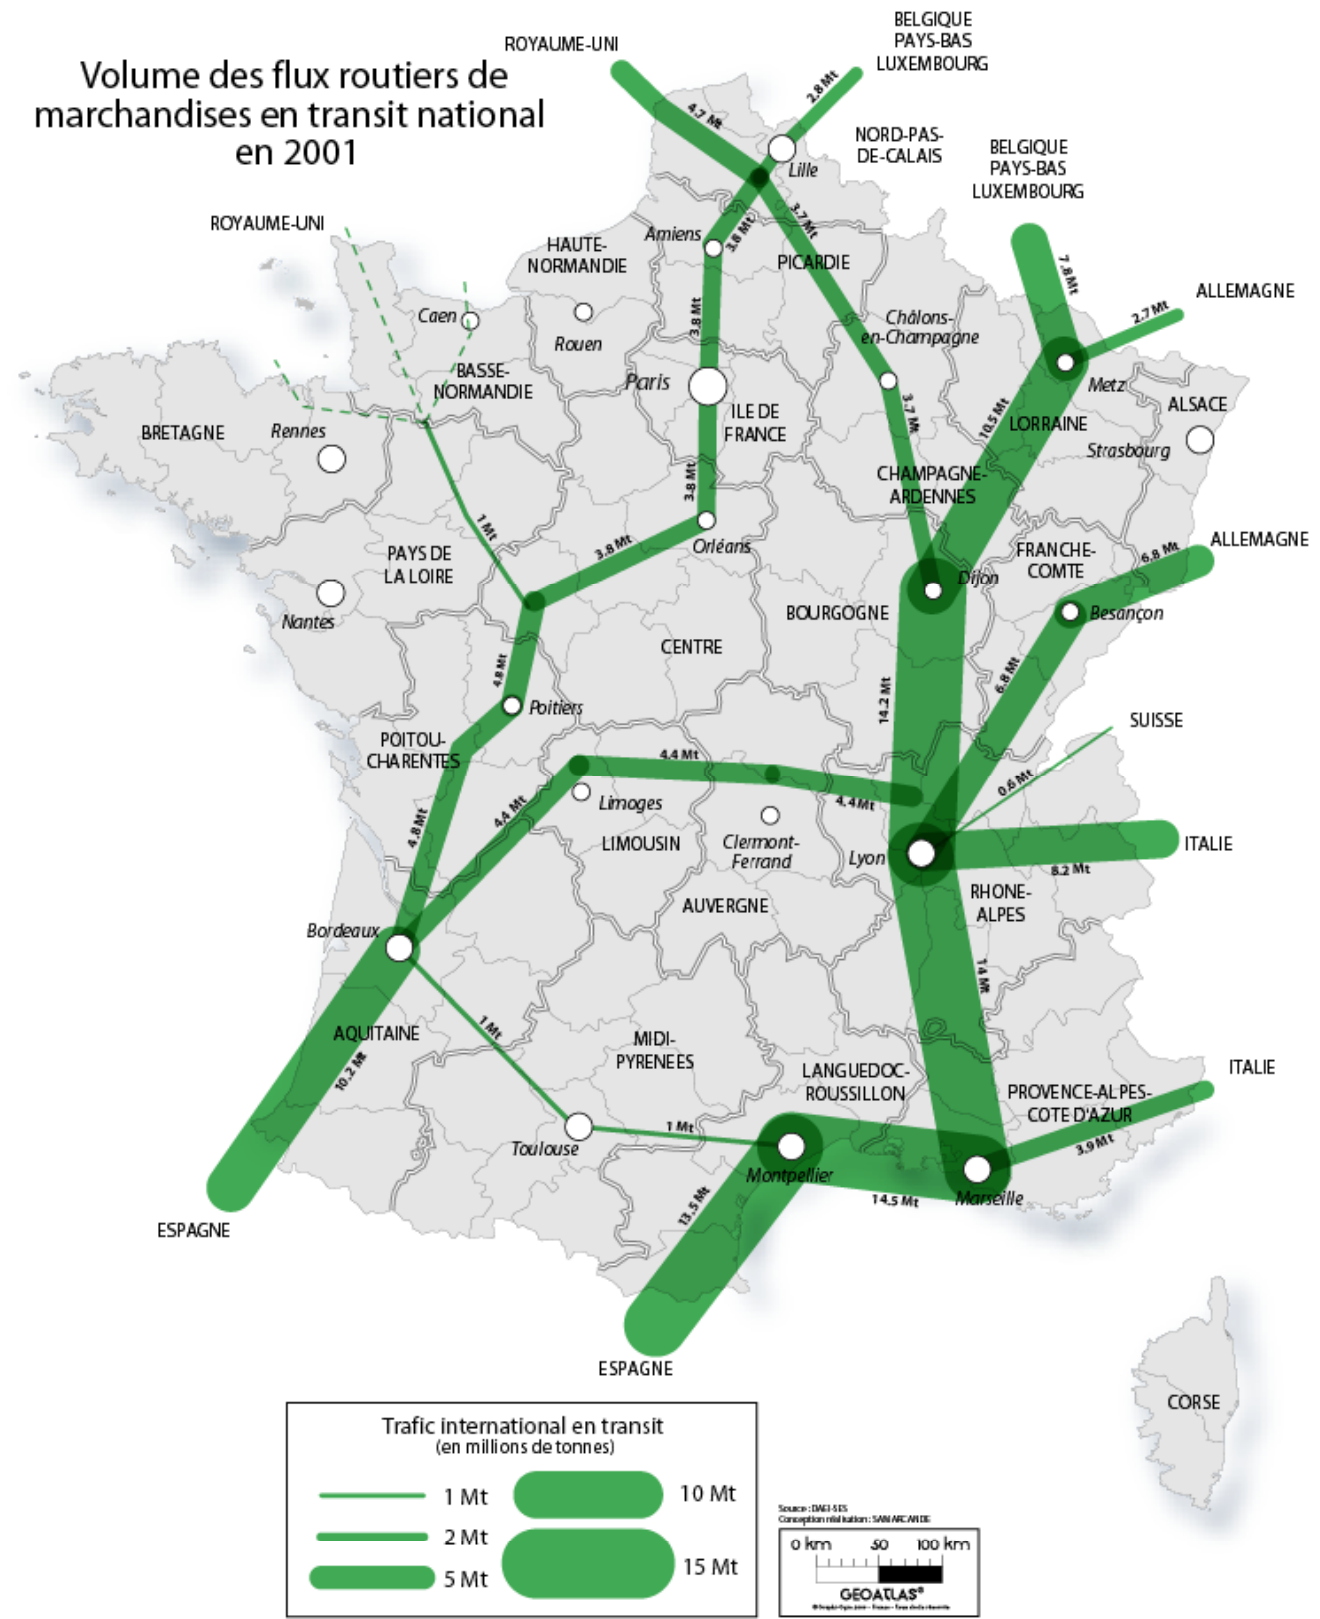 Volume des flux routiers de
marchandises en transit national
en 2001
ROYAUME-UNI
BELGIQUE
PAYS-BAS
LUXEMBOURG
4.7 Mt
2.8 Mt
Lille
NORD-PAS-
DE-CALAIS
BELGIQUE
PAYS-BAS
LUXEMBOURG
ROYAUME-UNI
HAUTE-
NORMANDIE
Amiens
3.8 Mt
3.7 Mt
PICARDIE
7.8 Mt
ALLEMAGNE
2.7 Mt
Caen
Rouen
3.8 Mt
Châlons-
en-Champagne
BASSE-
NORMANDIE
Paris
Metz
ILE DE
FRANCE
3.7 Mt
10.5 Mt
LORRAINE
ALSACE
BRETAGNE
Rennes
Strasbourg
3.8 Mt
CHAMPAGNE-
ARDENNES
1 Mt
3.8 Mt
Orléans
PAYS DE
LA LOIRE
FRANCHE-
COMTE
6.8 Mt
ALLEMAGNE
Dijon
Nantes
BOURGOGNE
Besançon
CENTRE
4.8 Mt
6.8 Mt
14.2 Mt
Poitiers
SUISSE
POITOU-
CHARENTES
4.4 Mt
0.6 Mt
4.4 Mt
4.4 Mt
Limoges
4.8 Mt
LIMOUSIN
Clermont-
Ferrand
Lyon
ITALIE
8.2 Mt
AUVERGNE
RHONE-
ALPES
Bordeaux
14 Mt
AQUITAINE
1 Mt
10.2 Mt
MIDI-
PYRENEES
LANGUEDOC-
ROUSSILLON
ITALIE
PROVENCE-ALPES-
COTE D'AZUR
1 Mt
3.9 Mt
Toulouse
Montpellier
Marseille
13.5 Mt
14.5 Mt
ESPAGNE
ESPAGNE
CORSE
Trafic international en transit
(en millions de tonnes)
1 Mt
10 Mt
2 Mt
5 Mt
15 Mt
Source : DAEI-SES
Conception réalisation : SAMARCANDE
0 km 50 100 km
GEOATLAS®